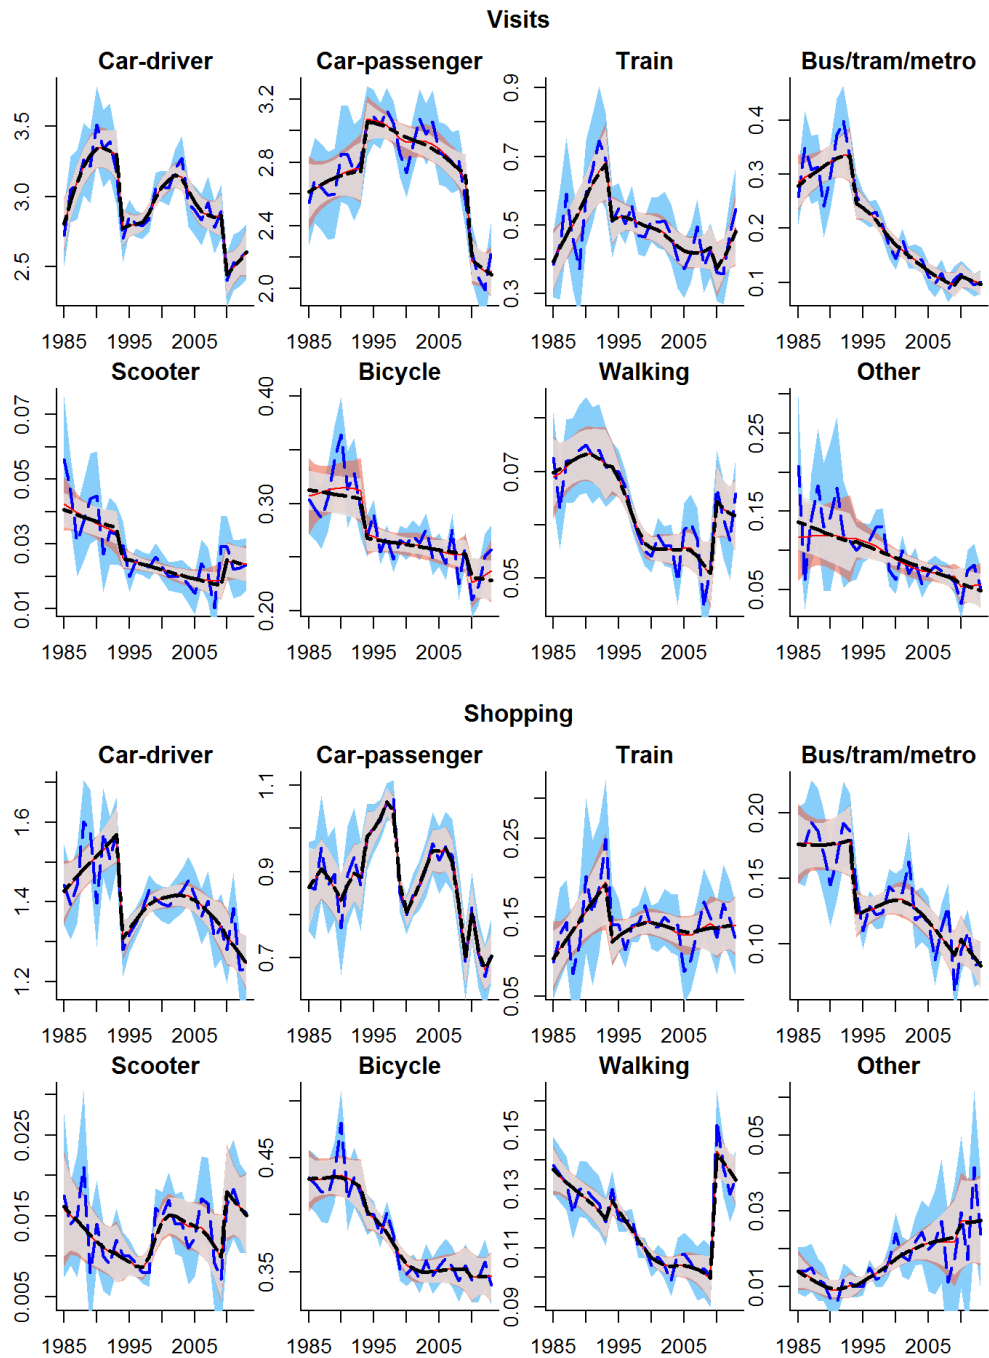 Visits
Car-driver Car-passenger Train Bus/tram/metro
2.5 3.0 3.5
2.0 2.4 2.8 3.2
0.3 0.5 0.7 0.9
0.1 0.2 0.3 0.4
1985 1995 2005 1985 1995 2005 1985 1995 2005 1985 1995 2005
Scooter Bicycle Walking Other
0.01 0.03 0.05 0.07
0.20 0.30 0.40
0.05 0.07
0.05 0.15 0.25
1985 1995 2005 1985 1995 2005 1985 1995 2005 1985 1995 2005
Shopping
Car-driver Car-passenger Train Bus/tram/metro
1.2 1.4 1.6
0.7 0.9 1.1
0.05 0.15 0.25
0.10 0.15 0.20
1985 1995 2005 1985 1995 2005 1985 1995 2005 1985 1995 2005
Scooter Bicycle Walking Other
0.005 0.015 0.025
0.35 0.45
0.09 0.11 0.13 0.15
0.01 0.03 0.05
1985 1995 2005 1985 1995 2005 1985 1995 2005 1985 1995 2005